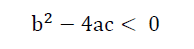 b² − 4ac < 0